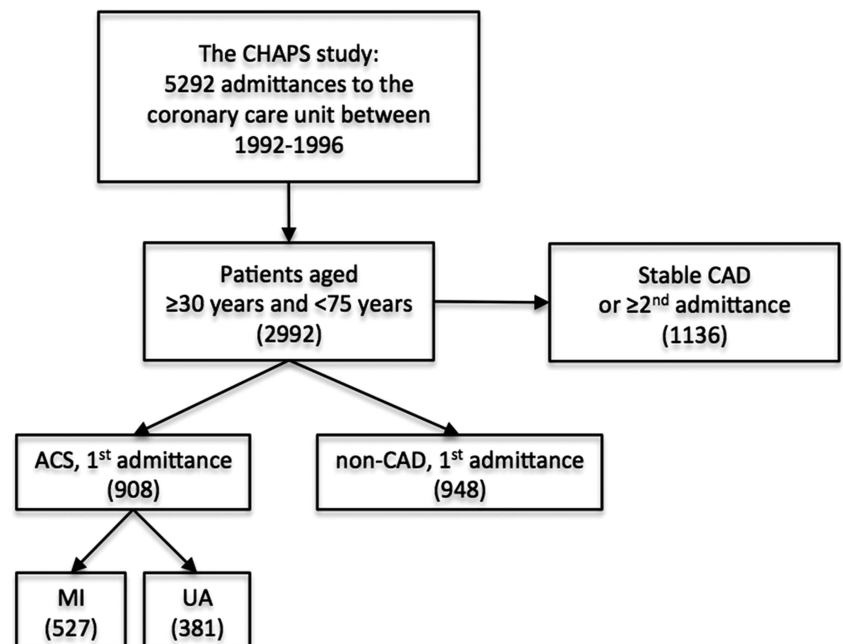 The CHAPS study:
5292 admittances to the
coronary care unit between
1992-1996
Patients aged
≥30 years and <75 years
(2992)
Stable CAD
or ≥2nd admittance
(1136)
ACS, 1st admittance
(908)
non-CAD, 1st admittance
(948)
MI
(527)
UA
(381)